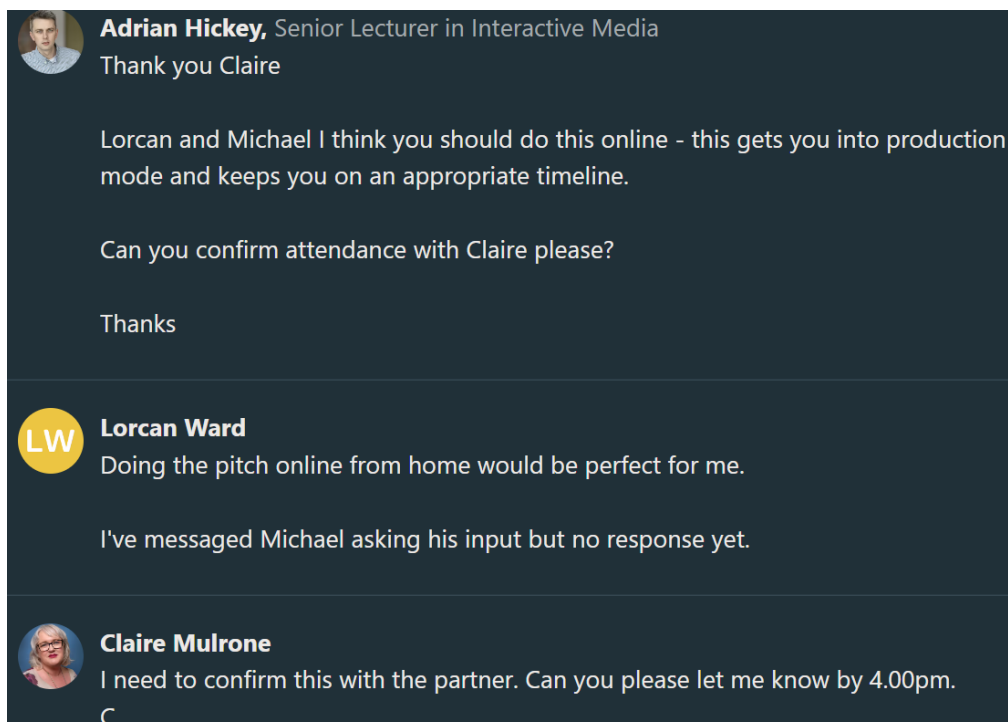 Adrian Hickey, Senior Lecturer in Interactive Media
Thank you Claire
Lorcan and Michael I think you should do this online - this gets you into production
mode and keeps you on an appropriate timeline.
Can you confirm attendance with Claire please?
Thanks
LW
Lorcan Ward
Doing the pitch online from home would be perfect for me.
I've messaged Michael asking his input but no response yet.
Claire Mulrone
I need to confirm this with the partner. Can you please let me know by 4.00pm.
C